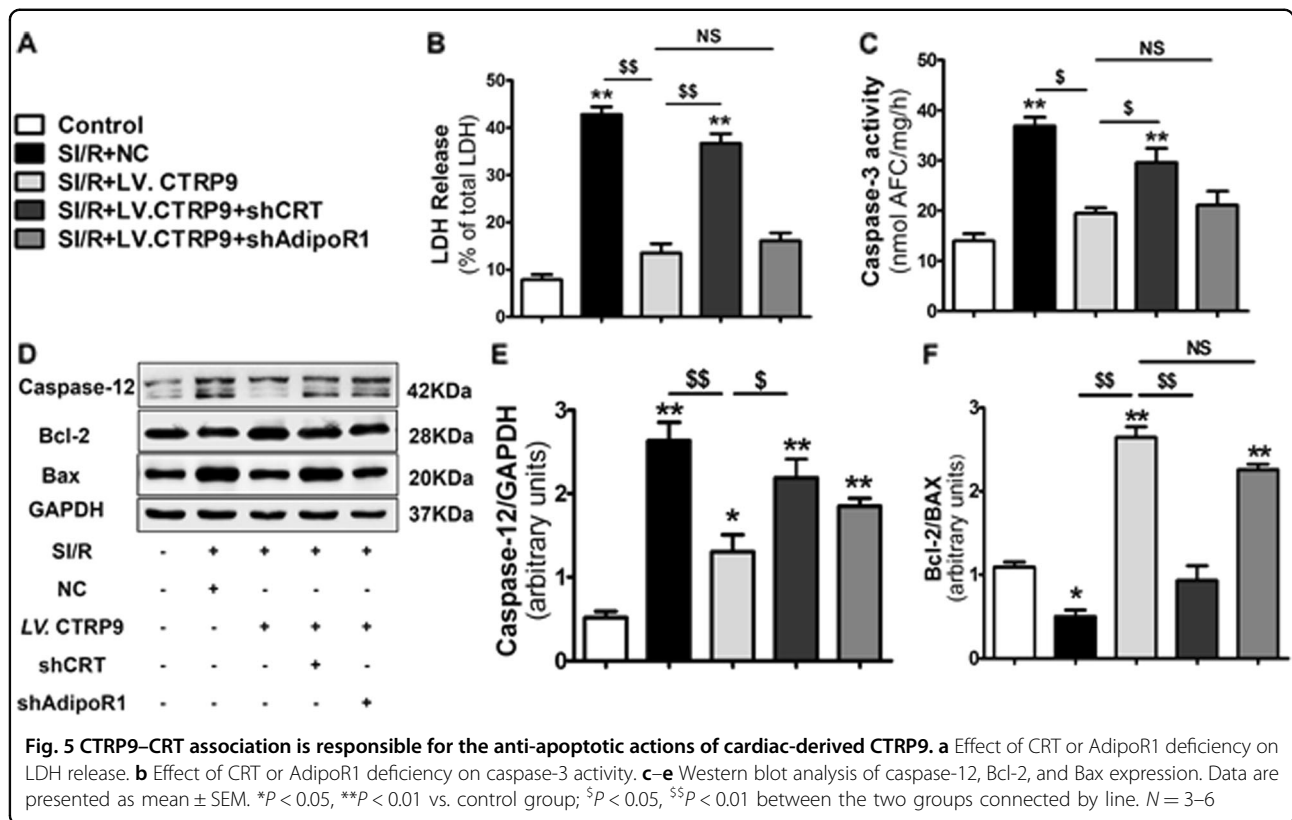 A
Control
SI/R+NC
SI/R+LV. CTRP9
SI/R+LV.CTRP9+shCRT
SI/R+LV.CTRP9+shAdipoR1
B
NS
$$
$$
**
**
LDH Release
(% of total LDH)
50
40
30
20
10
0
C
NS
$
$
**
**
Caspase-3 activity
(nmol AFC/mg/h)
50
40
30
20
10
0
D
Caspase-12
42KDa
Bcl-2
28KDa
Bax
20KDa
GAPDH
37KDa
SI/R - + + + +
NC - + - - -
LV. CTRP9 - - + + +
shCRT - - - + -
shAdipoR1 - - - - +
E
$$
$
**
*
**
**
Caspase-12/GAPDH
(arbitrary units)
3
2
1
0
F
NS
$$
$$
*
**
**
Bcl-2/BAX
(arbitrary units)
3
2
1
0
Fig. 5 CTRP9–CRT association is responsible for the anti-apoptotic actions of cardiac-derived CTRP9. a Effect of CRT or AdipoR1 deficiency on
LDH release. b Effect of CRT or AdipoR1 deficiency on caspase-3 activity. c–e Western blot analysis of caspase-12, Bcl-2, and Bax expression. Data are
presented as mean ± SEM. *P < 0.05, **P < 0.01 vs. control group; $P < 0.05, $$P < 0.01 between the two groups connected by line. N = 3–6